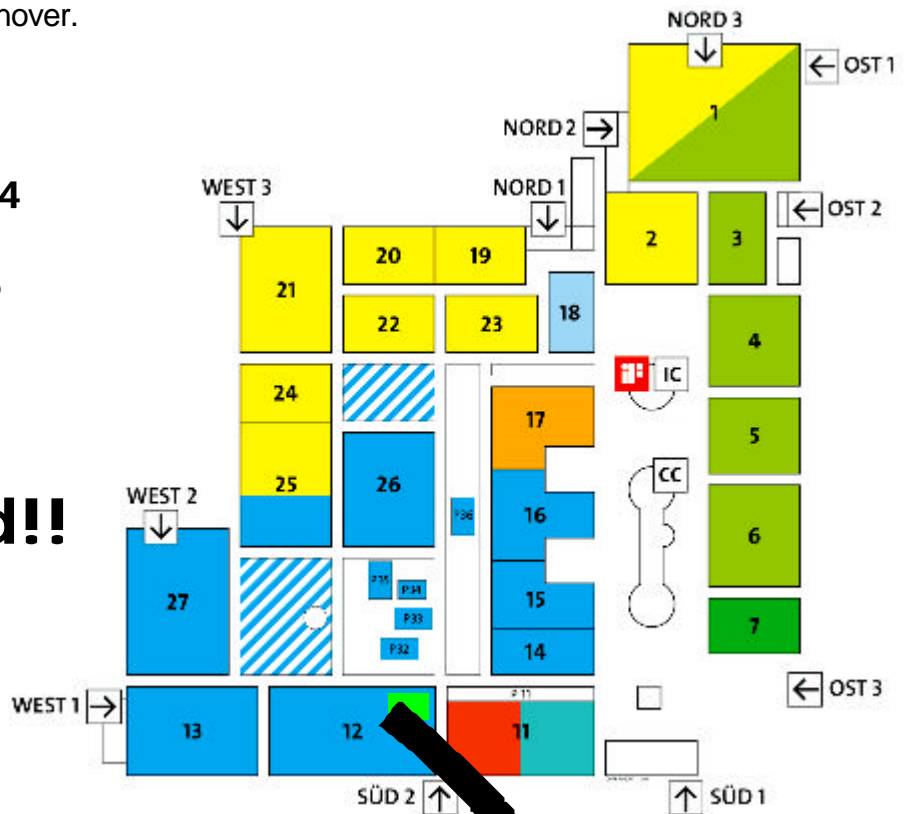 nover.
NORD 3
OST 1
1
NORD 2
4
WEST 3
NORD 1
OST 2
2
3
20
19
21
18
22
23
4
IC
24
17
5
CC
25
26
WEST 2
d!!
P36
16
6
P35
P34
27
15
P33
7
P32
14
OST 3
WEST 1
P 11
13
12
11
SÜD 2
SÜD 1